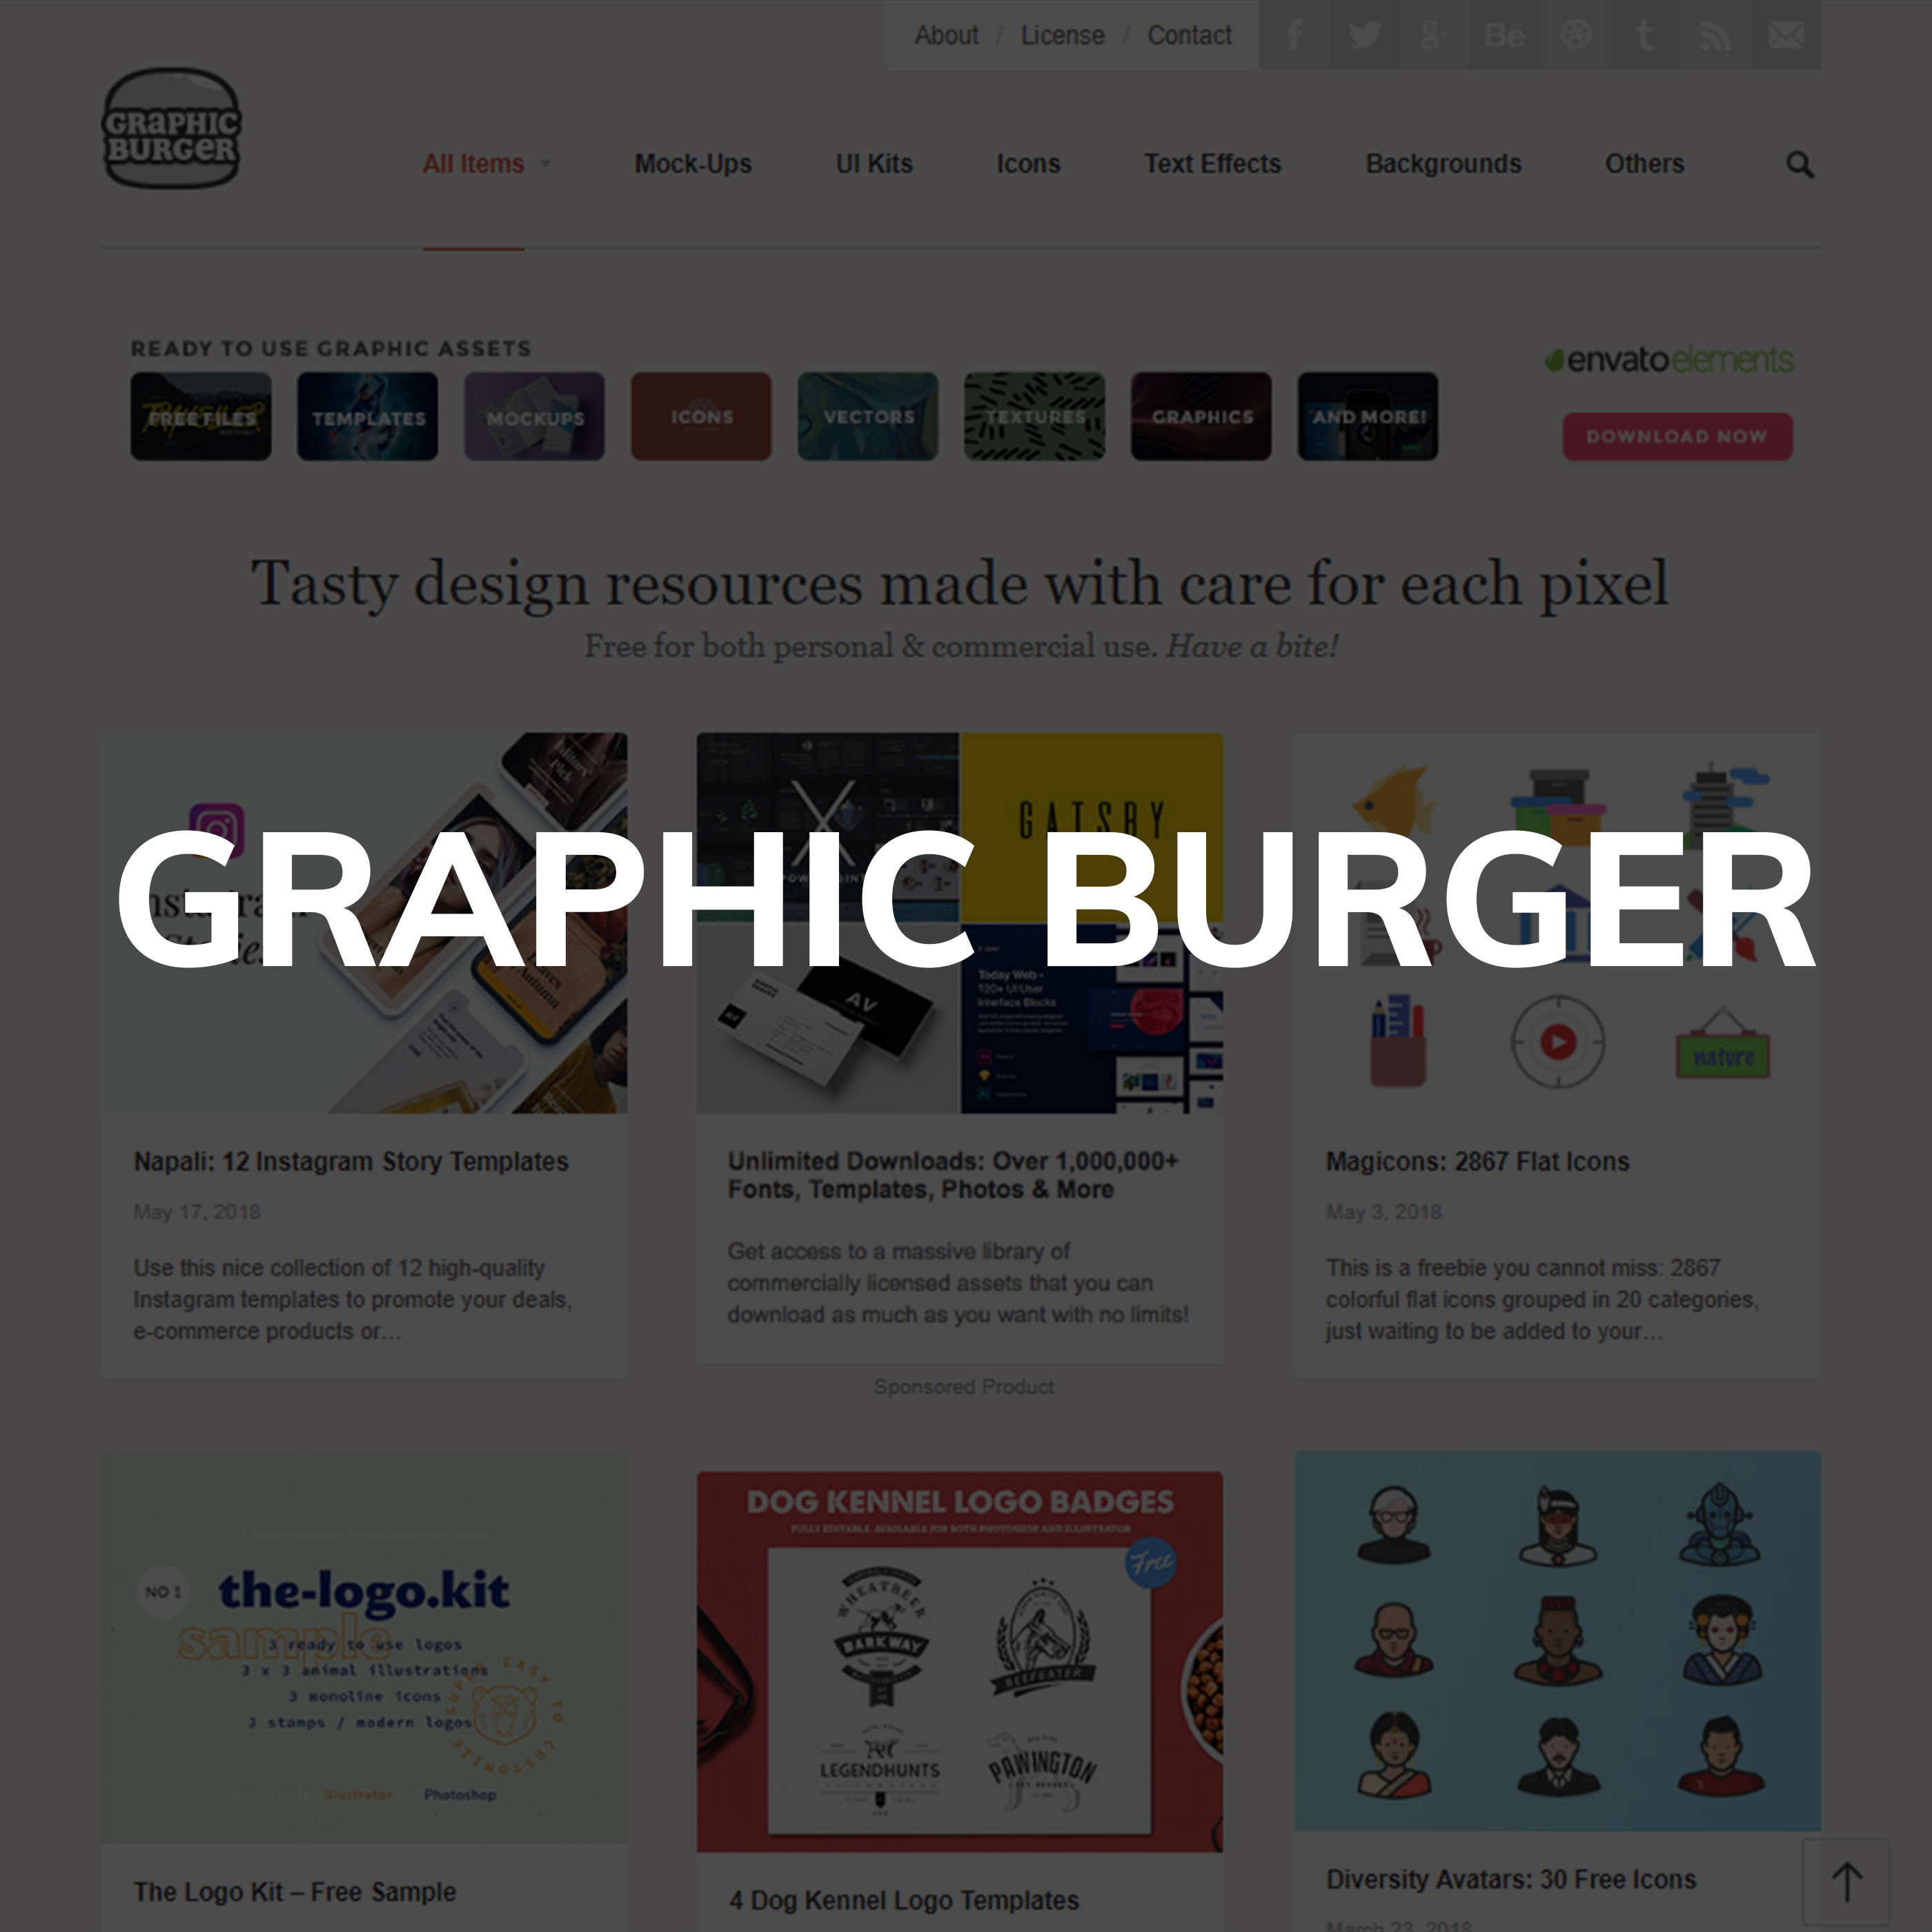 About / License / Contact
f Bē t
GRAPHIC
BURGER
All Items Mock-Ups UI Kits Icons Text Effects Backgrounds Others
READY TO USE GRAPHIC ASSETS
envato elements
FREE FILES TEMPLATES MOCKUPS ICONS VECTORS TEXTURES GRAPHICS AND MORE!
DOWNLOAD NOW
Tasty design resources made with care for each pixel
Free for both personal & commercial use. Have a bite!
Editors'
Pick
GATSBY
GRAPHIC BURGER
Autumn
AV
Today Web -
120+ UI User
Interface Blocks
nature
Napali: 12 Instagram Story Templates
May 17, 2018
Use this nice collection of 12 high-quality
Instagram templates to promote your deals,
e-commerce products or...
Unlimited Downloads: Over 1,000,000+
Fonts, Templates, Photos & More
Get access to a massive library of
commercially licensed assets that you can
download as much as you want with no limits!
Sponsored Product
Magicons: 2867 Flat Icons
May 3, 2018
This is a freebie you cannot miss: 2867
colorful flat icons grouped in 20 categories,
just waiting to be added to your...
NO 1
the-logo.kit
sample
3 ready to use logos
3 x 3 animal illustrations
3 monoline icons
3 stamps / modern logos
SUPER EASY TO CUSTOMIZE
Illustrator Photoshop
The Logo Kit – Free Sample
DOG KENNEL LOGO BADGES
FULLY EDITABLE, AVAILABLE FOR BOTH PHOTOSHOP AND ILLUSTRATOR
Free
WHEATBEER
BARKWAY
BEEFEATER
LEGENDHUNTS
PAWINGTON
4 Dog Kennel Logo Templates
Diversity Avatars: 30 Free Icons
March 23, 2018